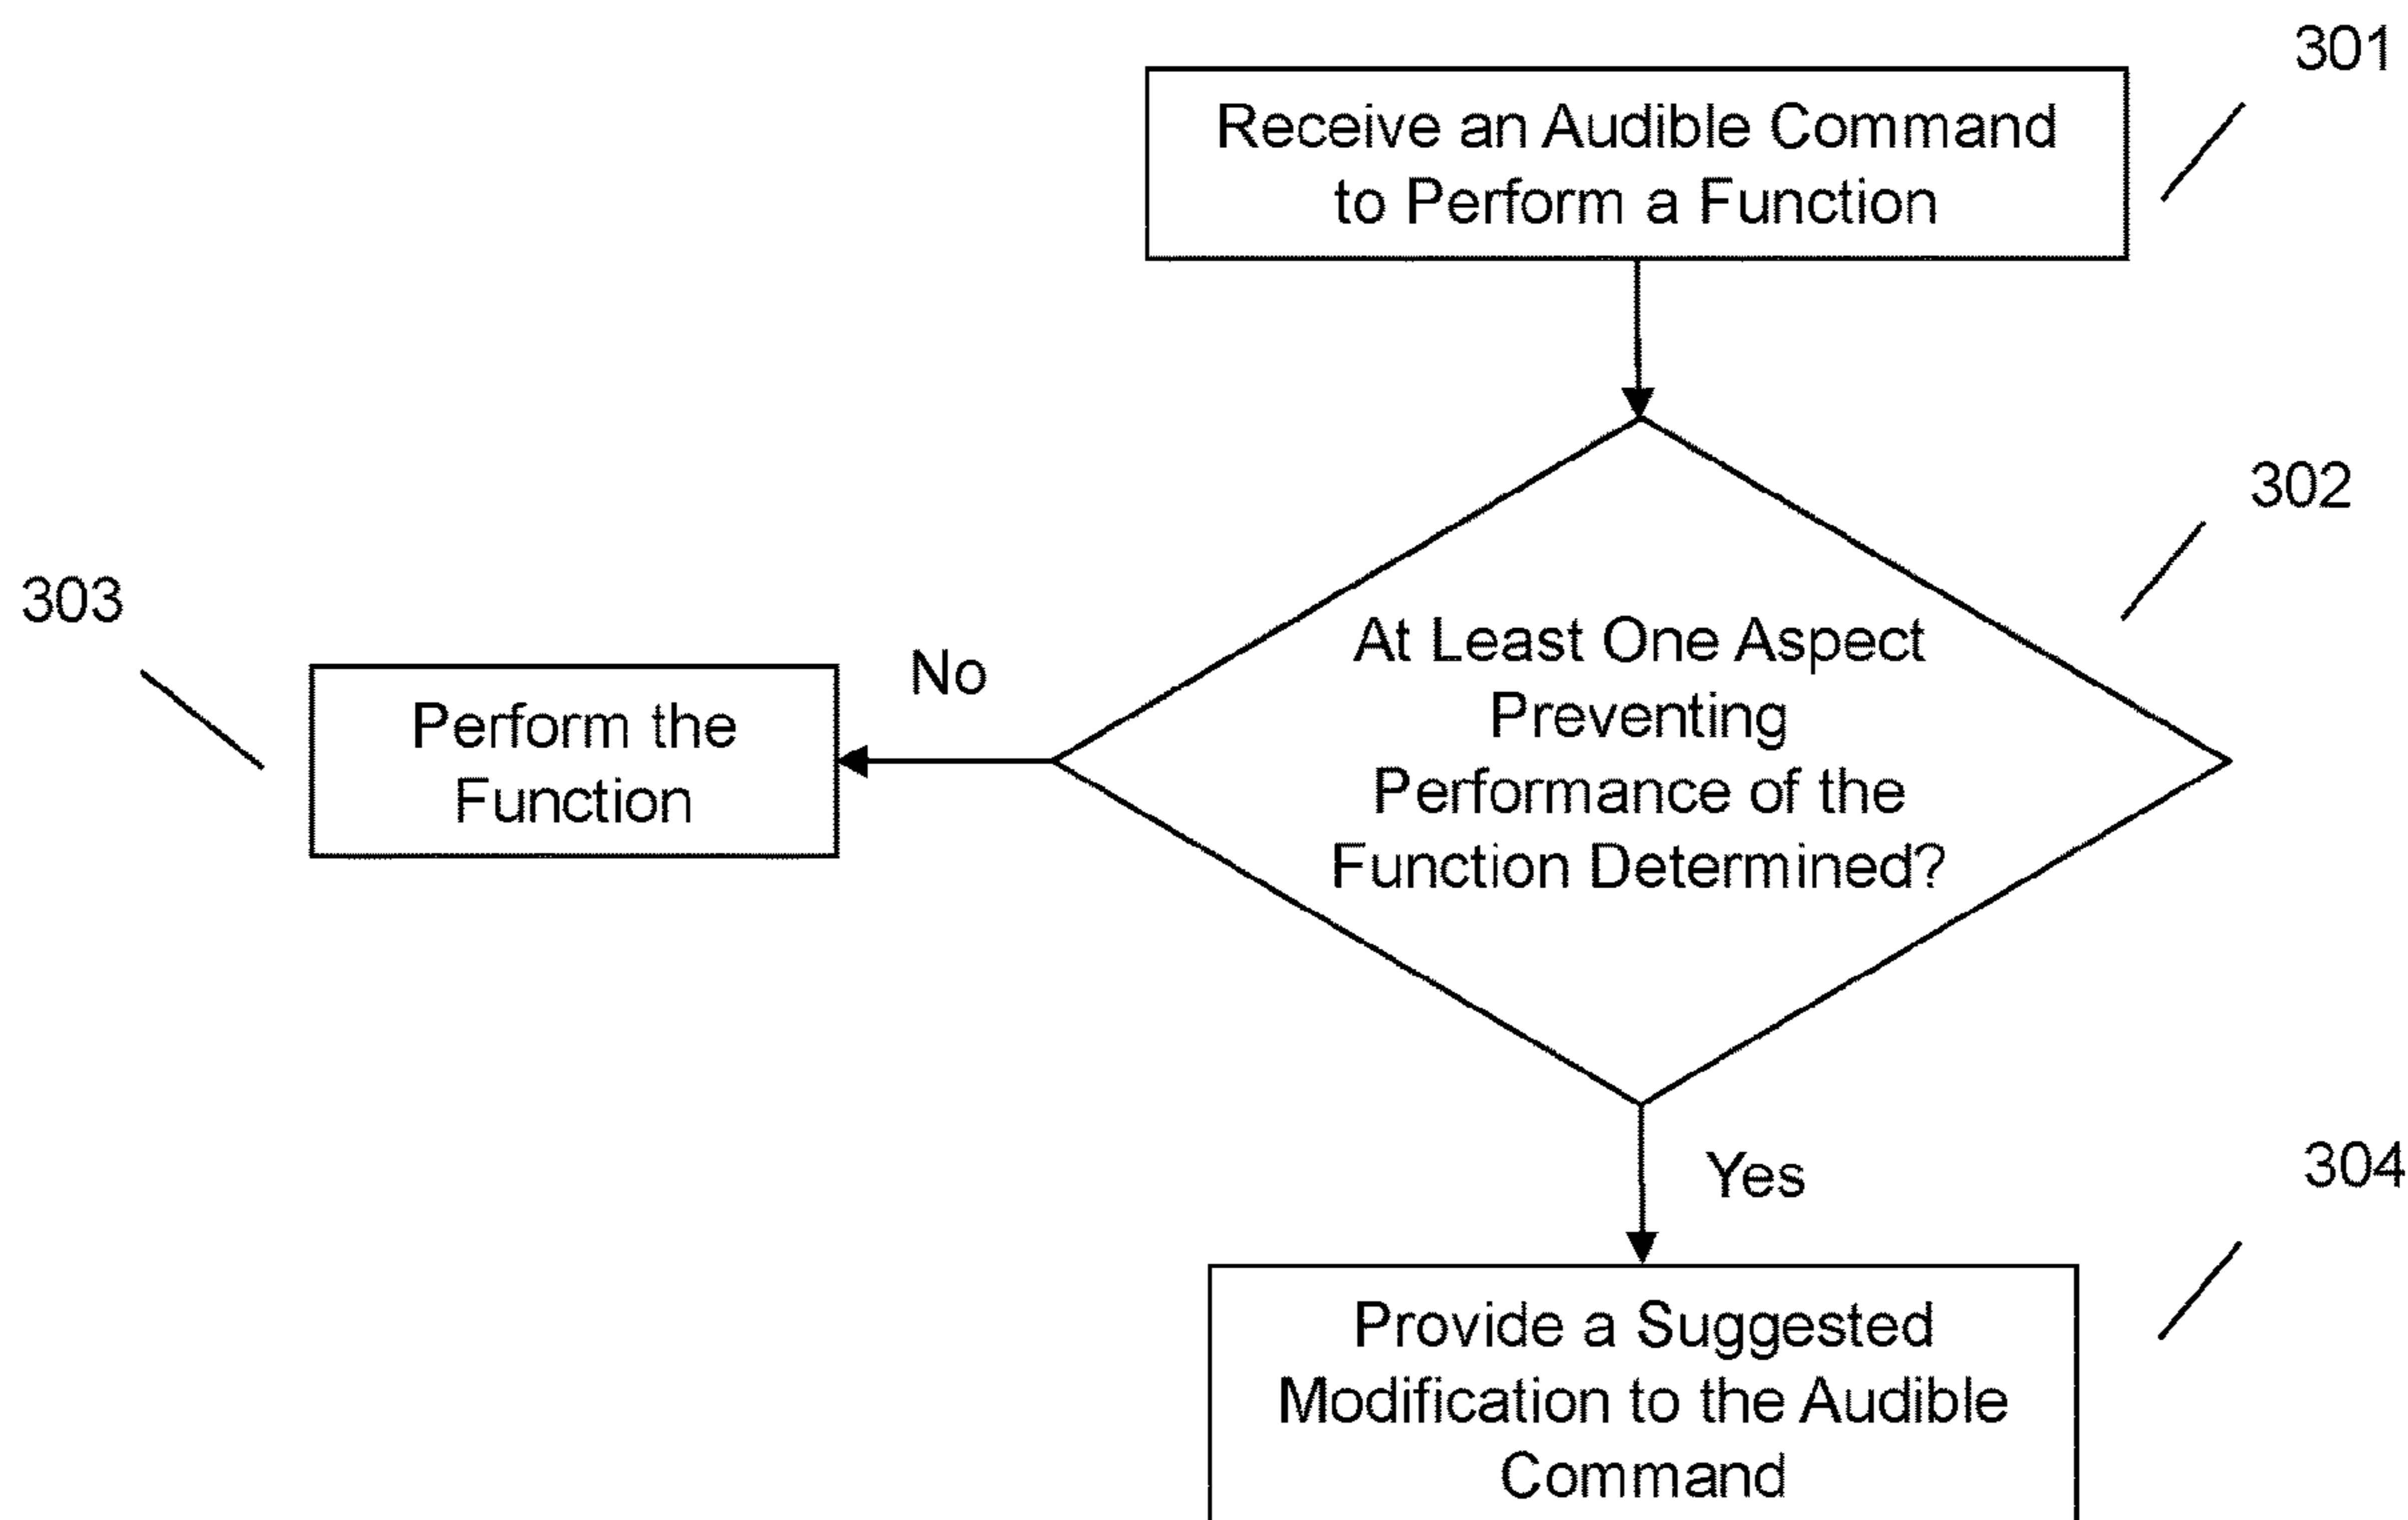 301
Receive an Audible Command
to Perform a Function
302
At Least One Aspect
Preventing
Performance of the
Function Determined?
303
No
Perform the
Function
Yes
304
Provide a Suggested
Modification to the Audible
Command